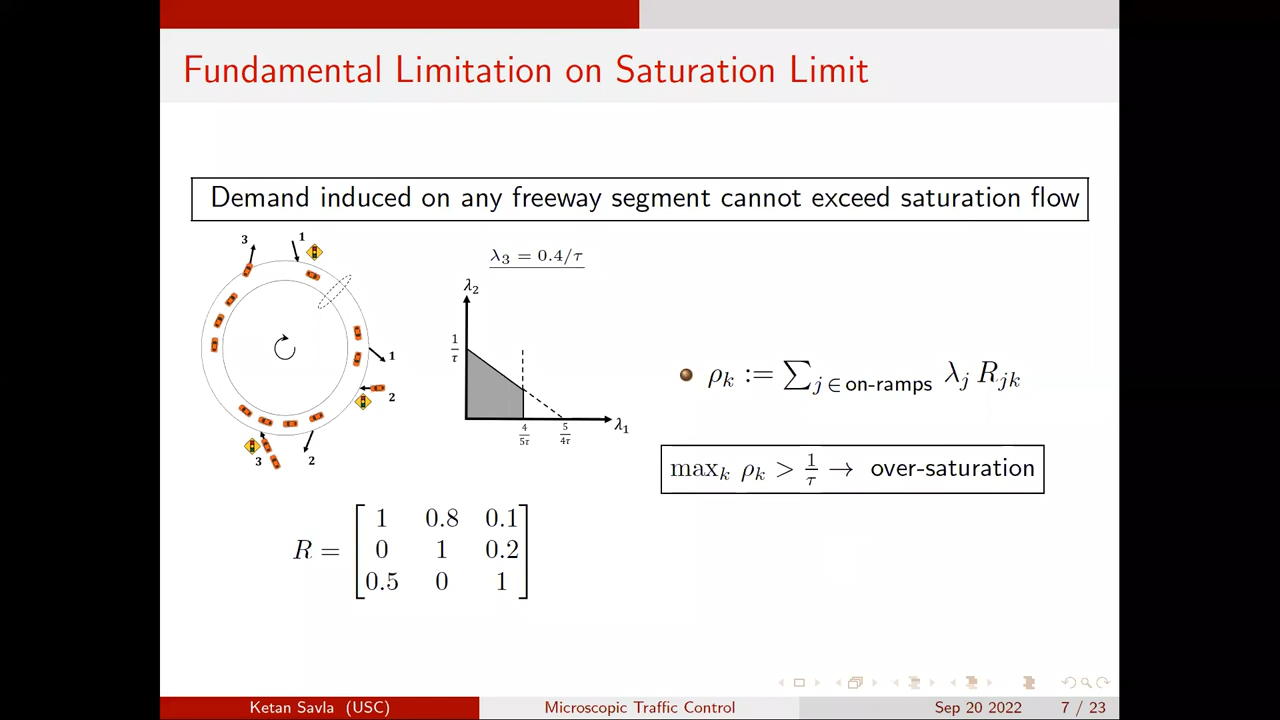 Fundamental Limitation on Saturation Limit
Demand induced on any freeway segment cannot exceed saturation flow
3
1
1
2
3
2
λ₃ = 0.4/τ
λ₂
1/τ
4/5τ
5/4τ
λ₁
ρₖ := ∑ⱼ ∈ on-ramps λⱼ Rⱼₖ
maxₖ ρₖ > 1/τ → over-saturation
R =
1 0.8 0.1
0 1 0.2
0.5 0 1
Ketan Savla (USC)
Microscopic Traffic Control
Sep 20 2022
7 / 23